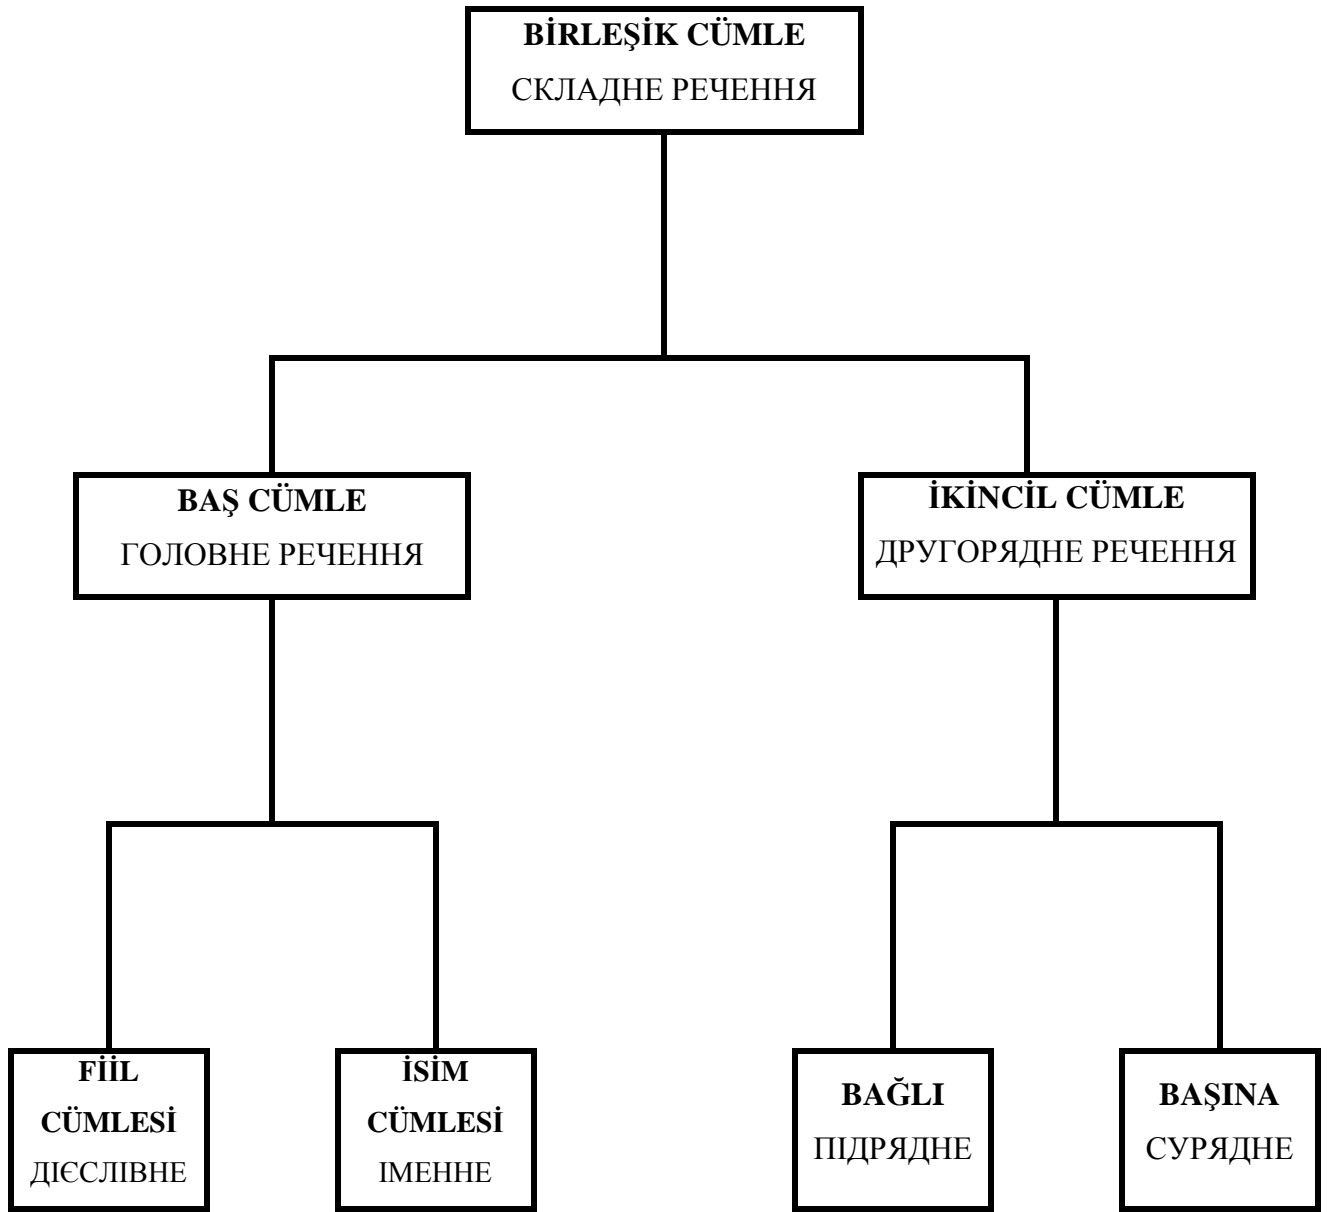 BİRLEŞİK CÜMLE
СКЛАДНЕ РЕЧЕННЯ
BAŞ CÜMLE
ГОЛОВНЕ РЕЧЕННЯ
İKİNCİL CÜMLE
ДРУГОРЯДНЕ РЕЧЕННЯ
FİİL
CÜMLESİ
ДІЄСЛІВНЕ
İSİM
CÜMLESİ
ІМЕННЕ
BAĞLI
ПІДРЯДНЕ
BAŞINA
СУРЯДНЕ